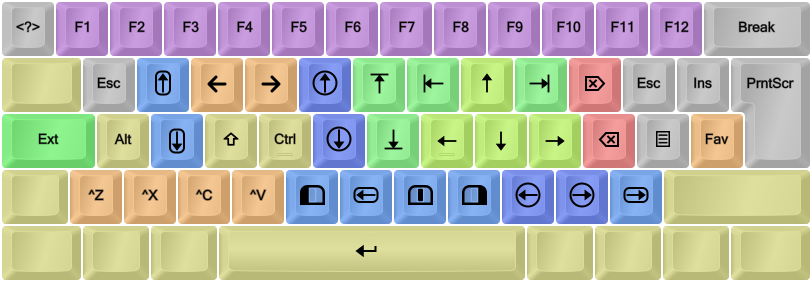 <?> F1 F2 F3 F4 F5 F6 F7 F8 F9 F10 F11 F12 Break
Esc Esc Ins PrntScr
Ext Alt Ctrl Fav
^Z ^X ^C ^V